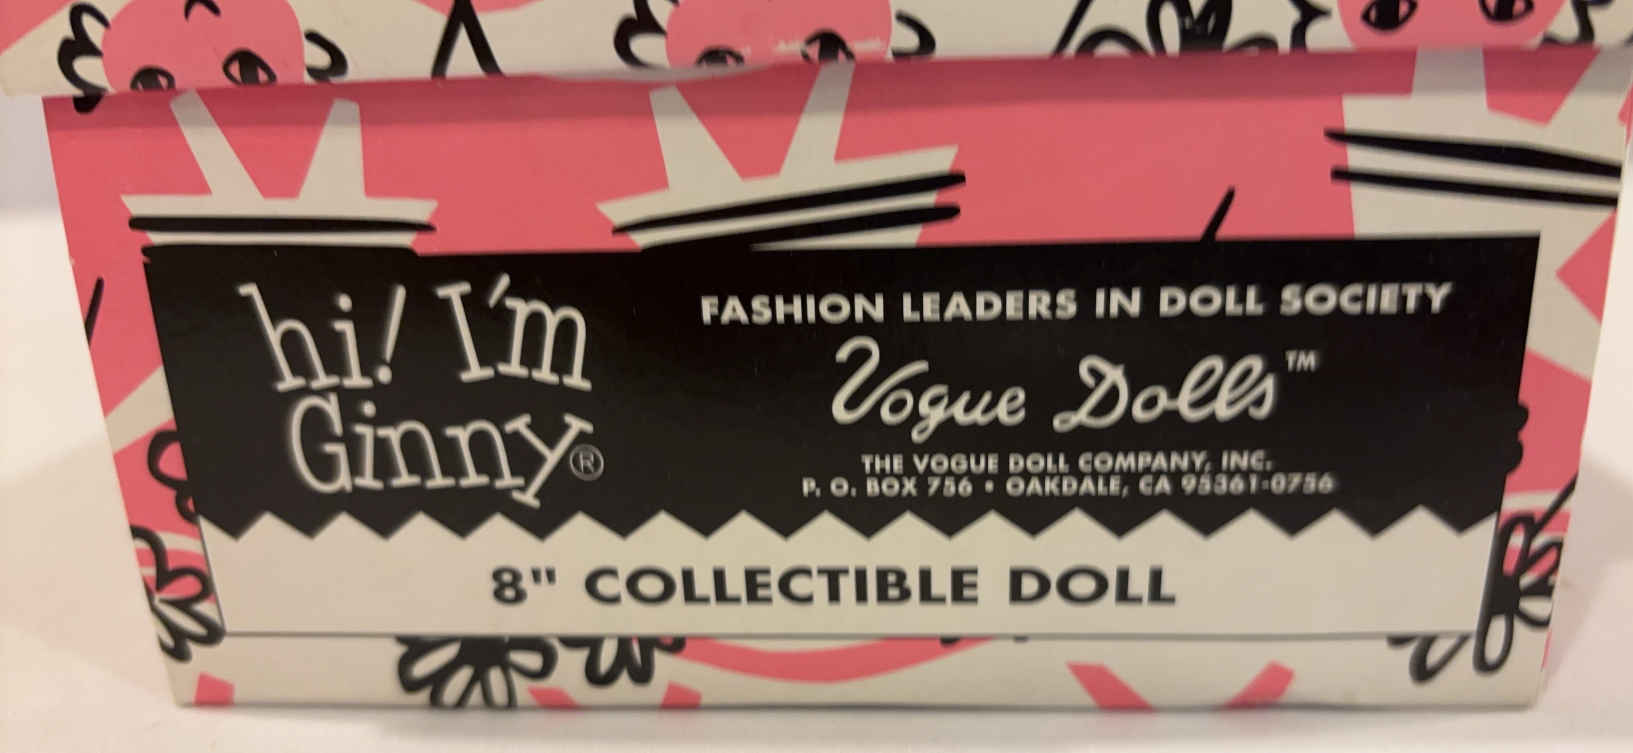 hi! I'm
Ginny®
FASHION LEADERS IN DOLL SOCIETY
Vogue Dolls™
THE VOGUE DOLL COMPANY, INC.
P. O. BOX 756 • OAKDALE, CA 95361-0756
8" COLLECTIBLE DOLL